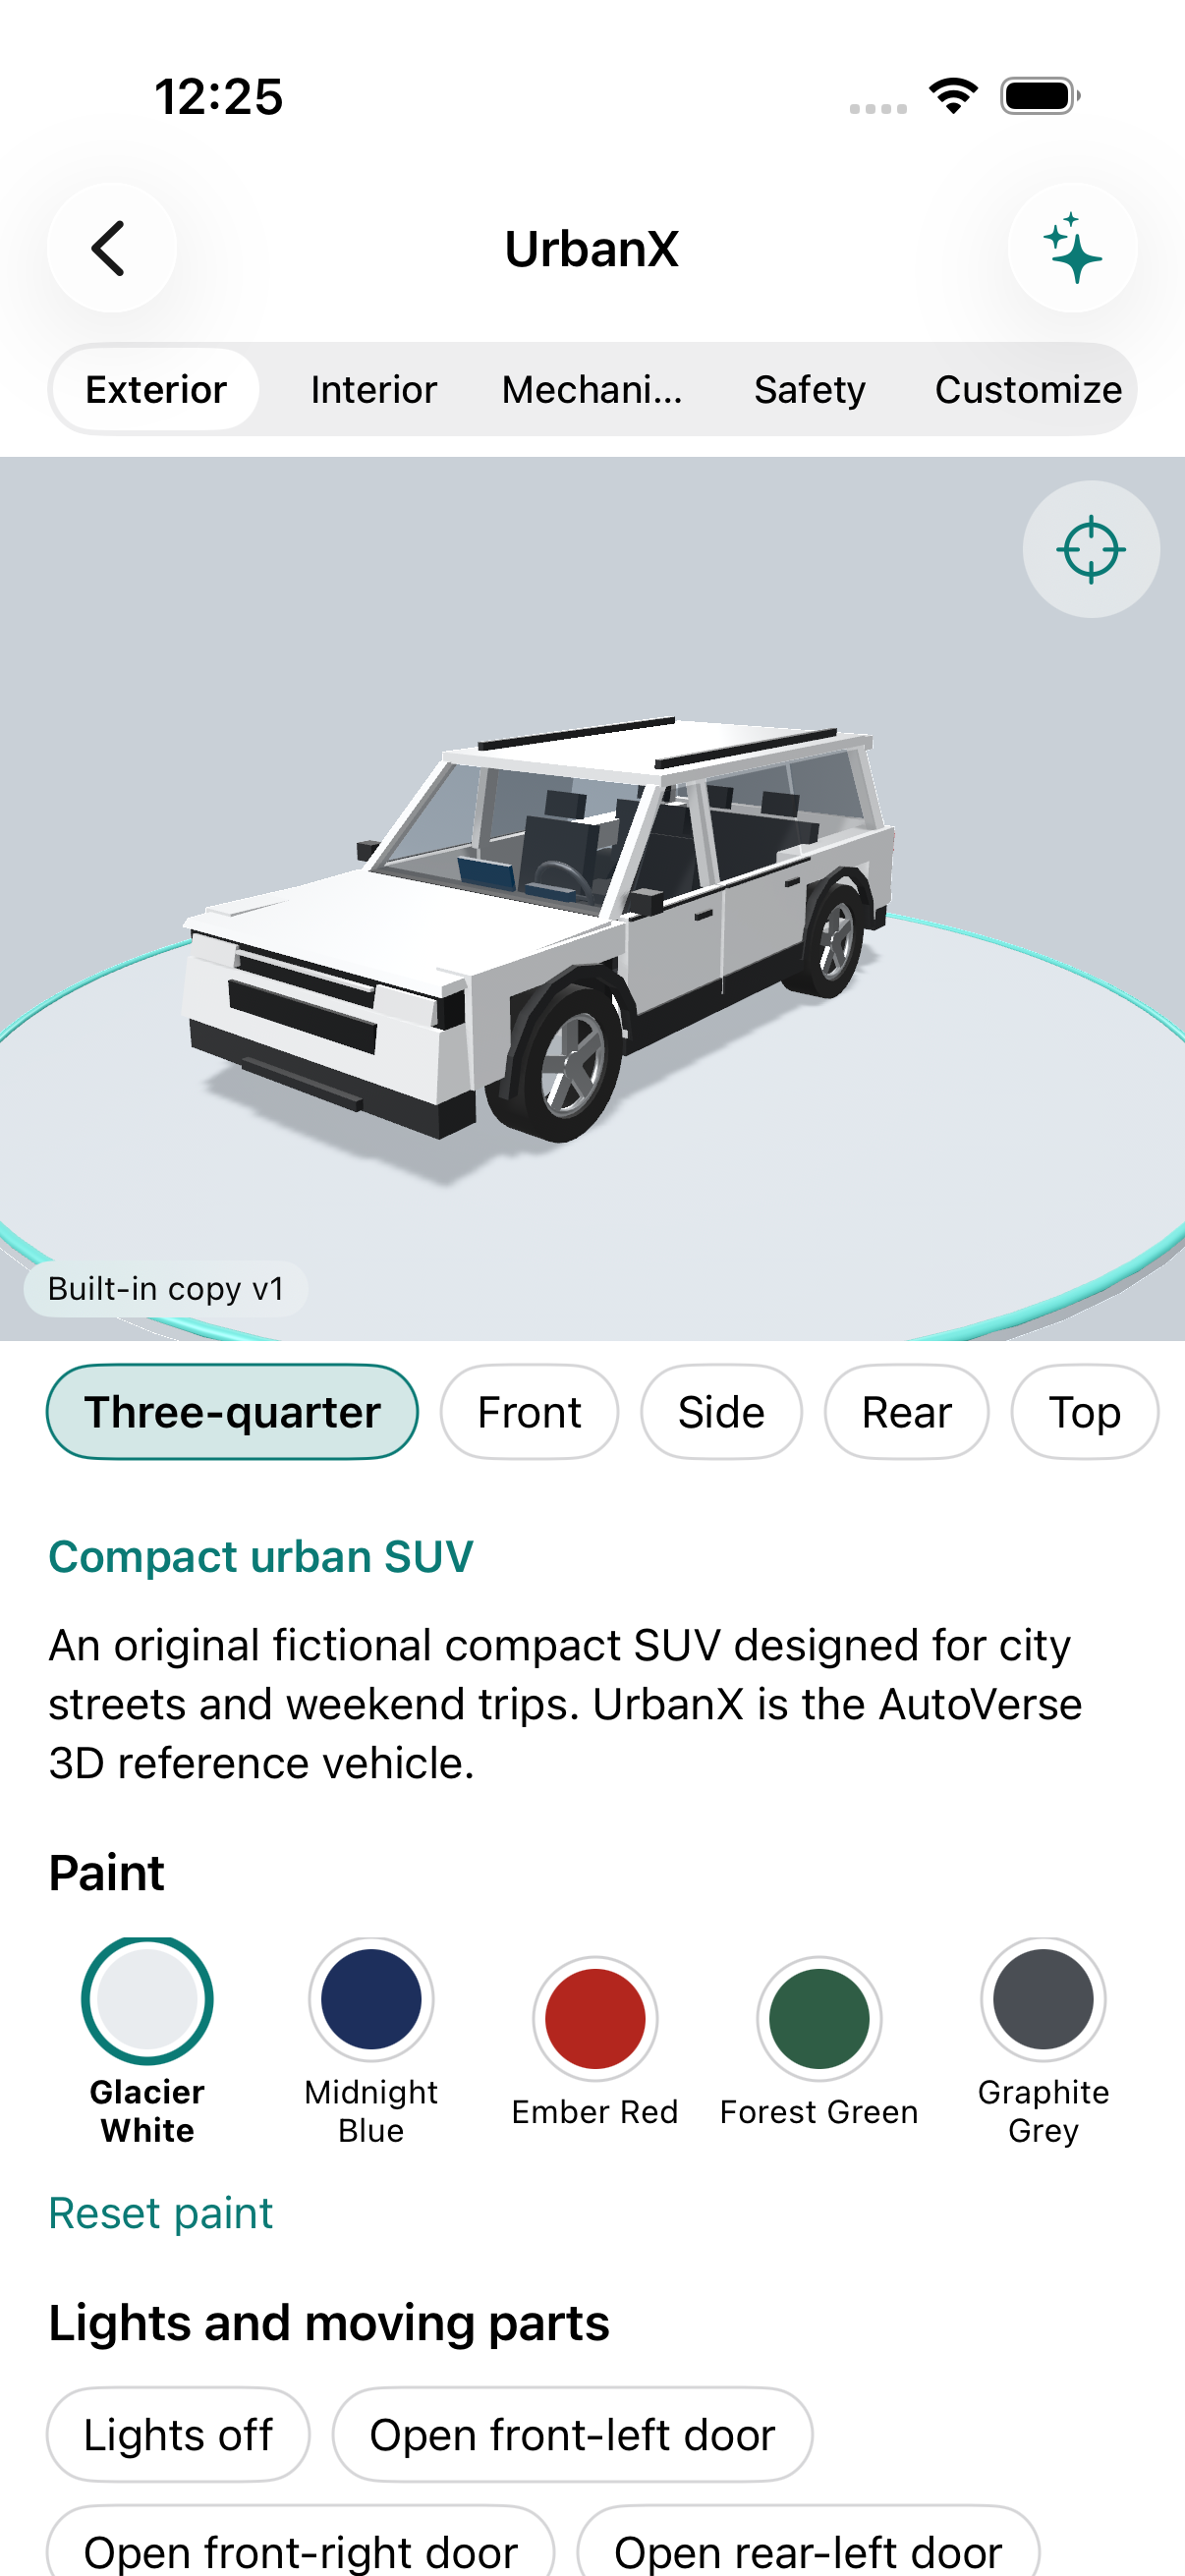 12:25
UrbanX
Exterior
Interior
Mechani...
Safety
Customize
Built-in copy v1
Three-quarter
Front
Side
Rear
Top
Compact urban SUV
An original fictional compact SUV designed for city
streets and weekend trips. UrbanX is the AutoVerse
3D reference vehicle.
Paint
Glacier
White
Midnight
Blue
Ember Red
Forest Green
Graphite
Grey
Reset paint
Lights and moving parts
Lights off
Open front-left door
Open front-right door
Open rear-left door